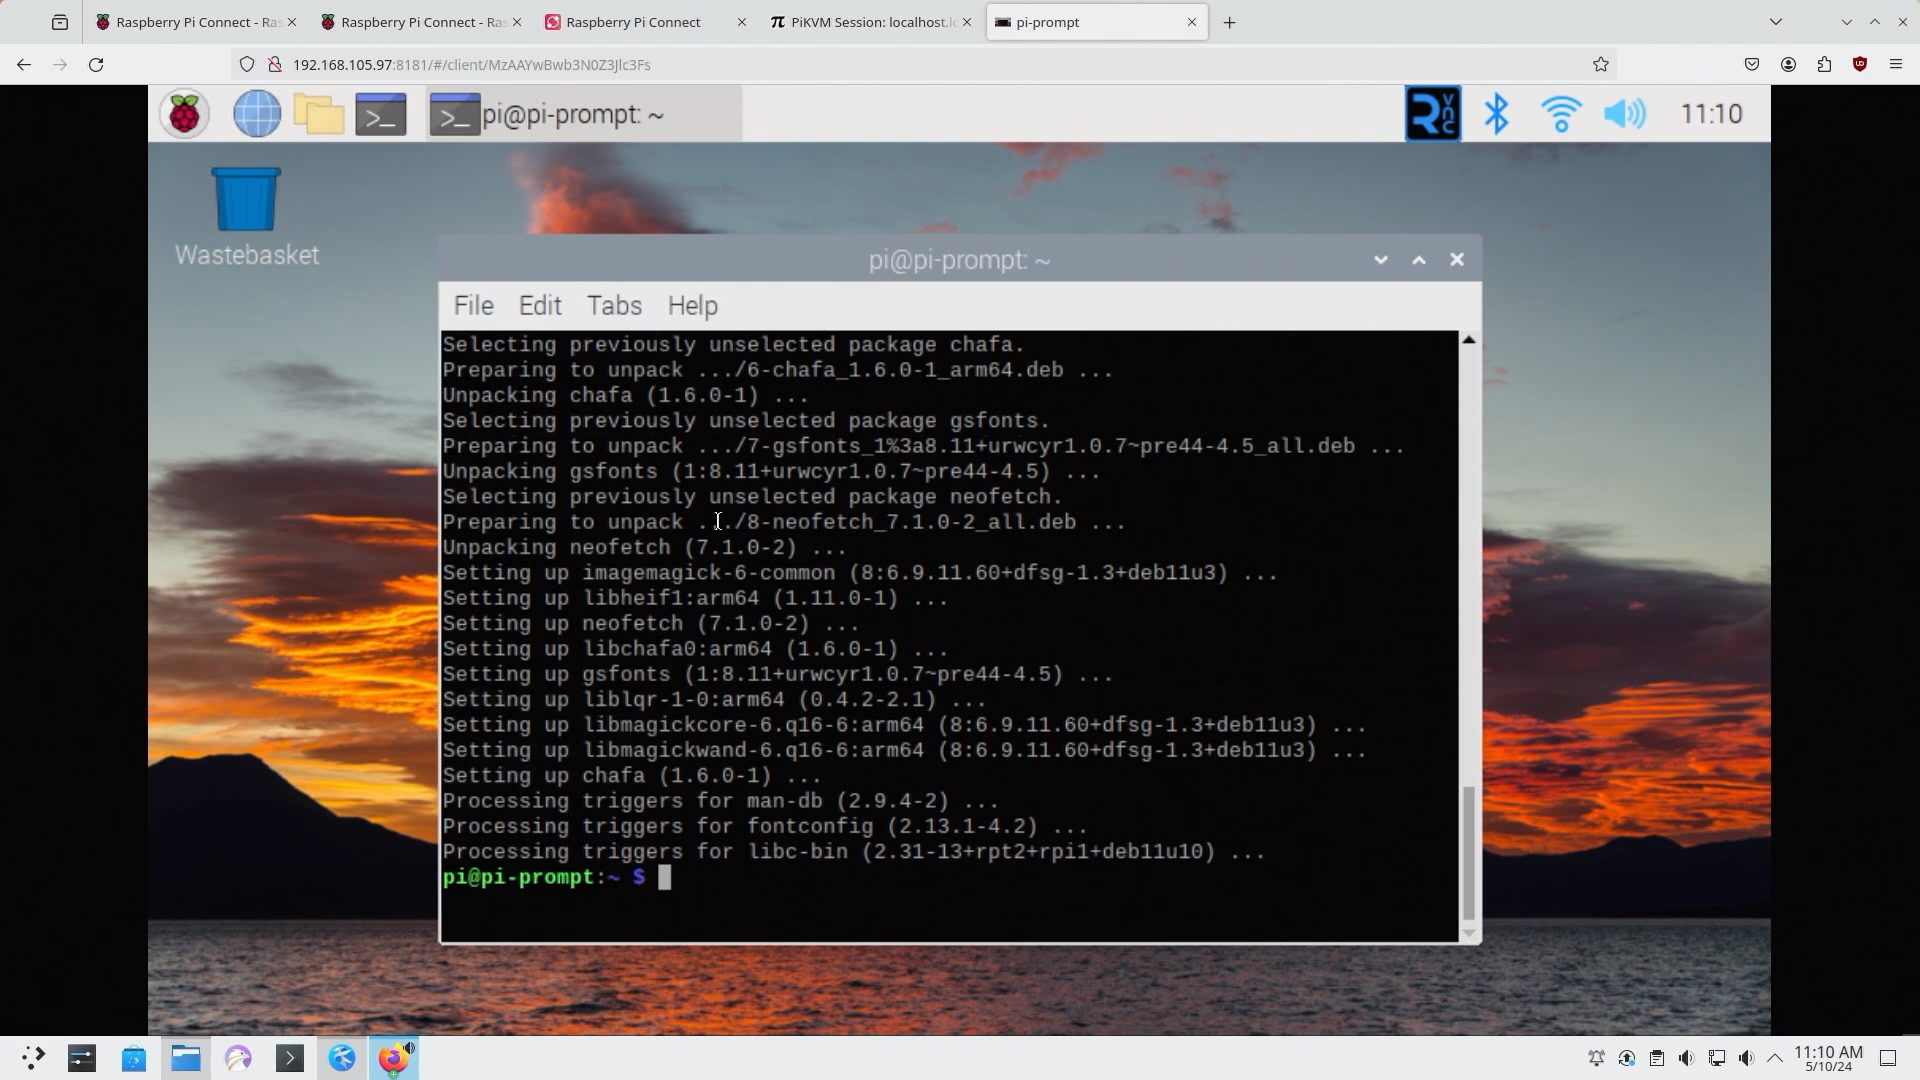 Raspberry Pi Connect - Ras
Raspberry Pi Connect - Ras
Raspberry Pi Connect
PiKVM Session: localhost.lo
pi-prompt
192.168.105.97:8181/#/client/MzAAYwBwb3N0Z3Jlc3Fs
pi@pi-prompt: ~
VNC
11:10
Wastebasket
pi@pi-prompt: ~
File Edit Tabs Help
Selecting previously unselected package chafa.
Preparing to unpack .../6-chafa_1.6.0-1_arm64.deb ...
Unpacking chafa (1.6.0-1) ...
Selecting previously unselected package gsfonts.
Preparing to unpack .../7-gsfonts_1%3a8.11+urwcyr1.0.7~pre44-4.5_all.deb ...
Unpacking gsfonts (1:8.11+urwcyr1.0.7~pre44-4.5) ...
Selecting previously unselected package neofetch.
Preparing to unpack .../8-neofetch_7.1.0-2_all.deb ...
Unpacking neofetch (7.1.0-2) ...
Setting up imagemagick-6-common (8:6.9.11.60+dfsg-1.3+deb11u3) ...
Setting up libheif1:arm64 (1.11.0-1) ...
Setting up neofetch (7.1.0-2) ...
Setting up libchafa0:arm64 (1.6.0-1) ...
Setting up gsfonts (1:8.11+urwcyr1.0.7~pre44-4.5) ...
Setting up liblqr-1-0:arm64 (0.4.2-2.1) ...
Setting up libmagickcore-6.q16-6:arm64 (8:6.9.11.60+dfsg-1.3+deb11u3) ...
Setting up libmagickwand-6.q16-6:arm64 (8:6.9.11.60+dfsg-1.3+deb11u3) ...
Setting up chafa (1.6.0-1) ...
Processing triggers for man-db (2.9.4-2) ...
Processing triggers for fontconfig (2.13.1-4.2) ...
Processing triggers for libc-bin (2.31-13+rpt2+rpi1+deb11u10) ...
pi@pi-prompt:~ $
11:10 AM
5/10/24